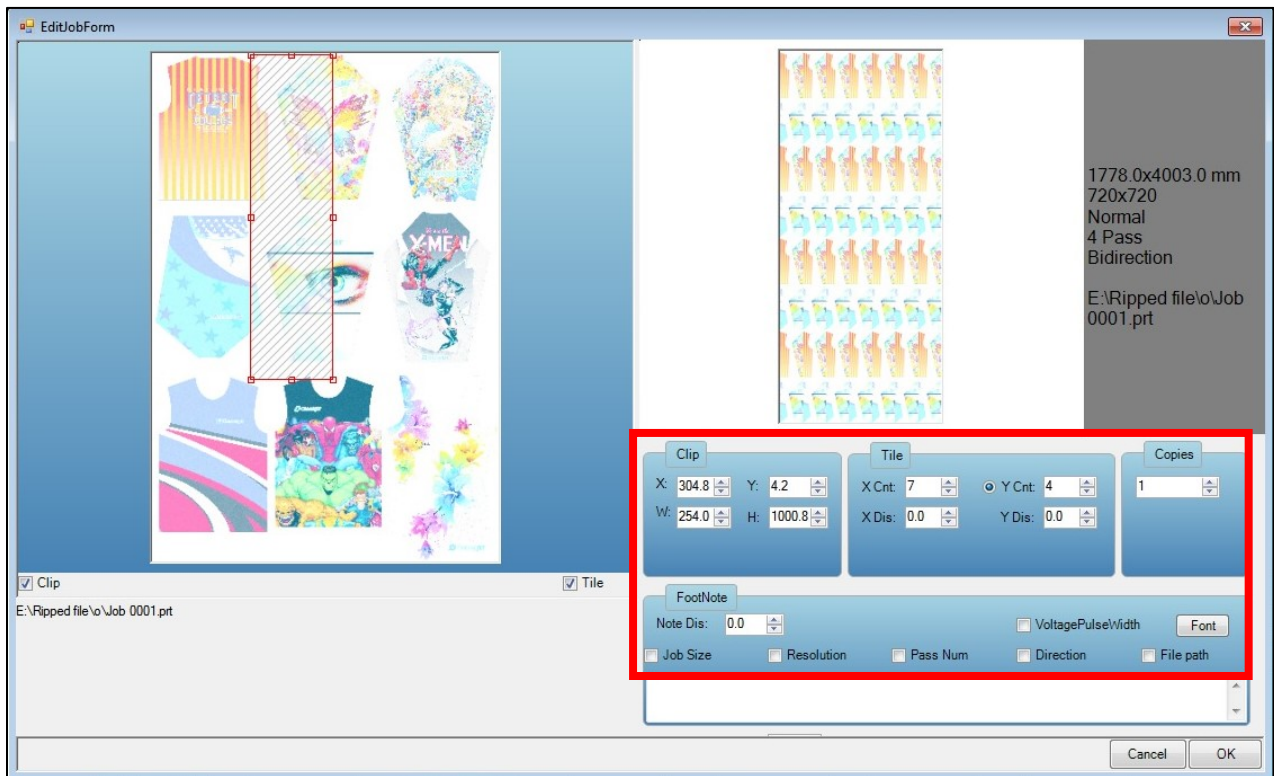 EditJobForm
X-MEN
1778.0x4003.0 mm
720x720
Normal
4 Pass
Bidirection
E:\Ripped file\o\Job
0001.prt
Clip
Tile
E:\Ripped file\o\Job 0001.prt
Clip
X: 304.8 Y: 4.2
W: 254.0 H: 1000.8
Tile
X Cnt: 7 Y Cnt: 4
X Dis: 0.0 Y Dis: 0.0
Copies
1
FootNote
Note Dis: 0.0 VoltagePulseWidth Font
Job Size Resolution Pass Num Direction File path
Cancel OK